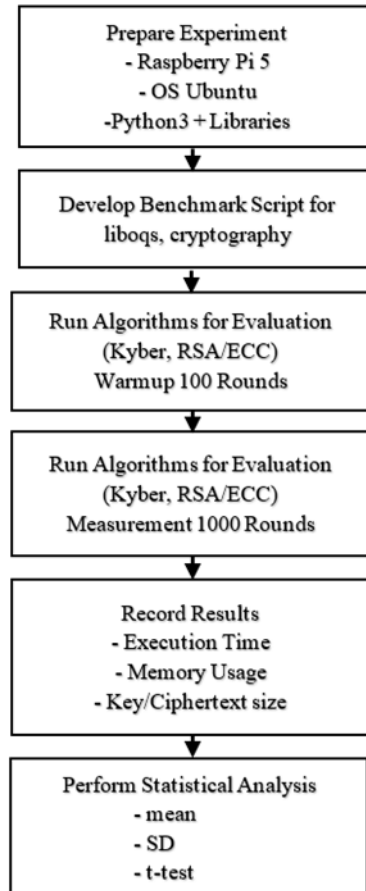 Prepare Experiment
- Raspberry Pi 5
- OS Ubuntu
-Python3 + Libraries
Develop Benchmark Script for
liboqs, cryptography
Run Algorithms for Evaluation
(Kyber, RSA/ECC)
Warmup 100 Rounds
Run Algorithms for Evaluation
(Kyber, RSA/ECC)
Measurement 1000 Rounds
Record Results
- Execution Time
- Memory Usage
- Key/Ciphertext size
Perform Statistical Analysis
- mean
- SD
- t-test